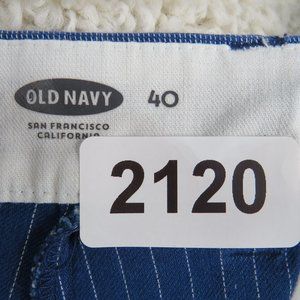 OLD NAVY 40
SAN FRANCISCO
CALIFORNIA
2120